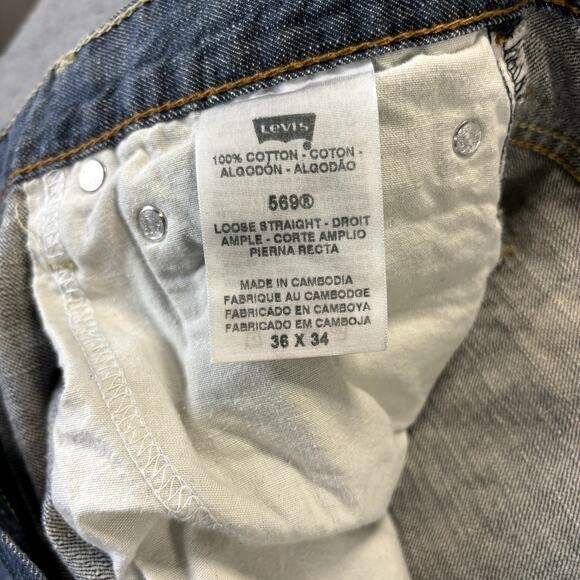 Levi's
100% COTTON - COTON -
ALGODÓN - ALGODÃO
569®
LOOSE STRAIGHT - DROIT
AMPLE - CORTE AMPLIO
PIERNA RECTA
MADE IN CAMBODIA
FABRIQUE AU CAMBODGE
FABRICADO EN CAMBOYA
FABRICADO EM CAMBOJA
36 X 34